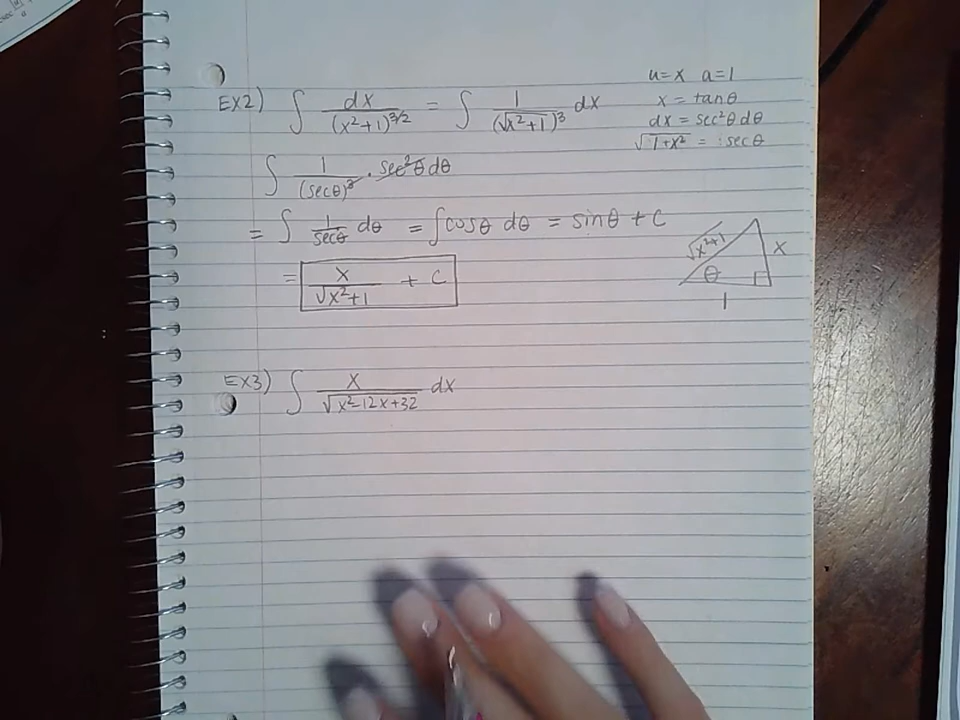 u=x a=1
EX2) ∫ dx/(x²+1)^3/2 = ∫ 1/(√x²+1)³ dx
x = tanθ
dx = sec²θ dθ
√1+x² = secθ
∫ 1/(secθ)³ · sec²θ dθ
= ∫ 1/secθ dθ = ∫cosθ dθ = sinθ + C
√x²+1
x
θ
1
= x/√x²+1 + C
EX3) ∫ x/√x²-12x+32 dx